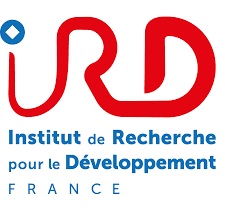 iRD
Institut de Recherche
pour le Développement
FRANCE